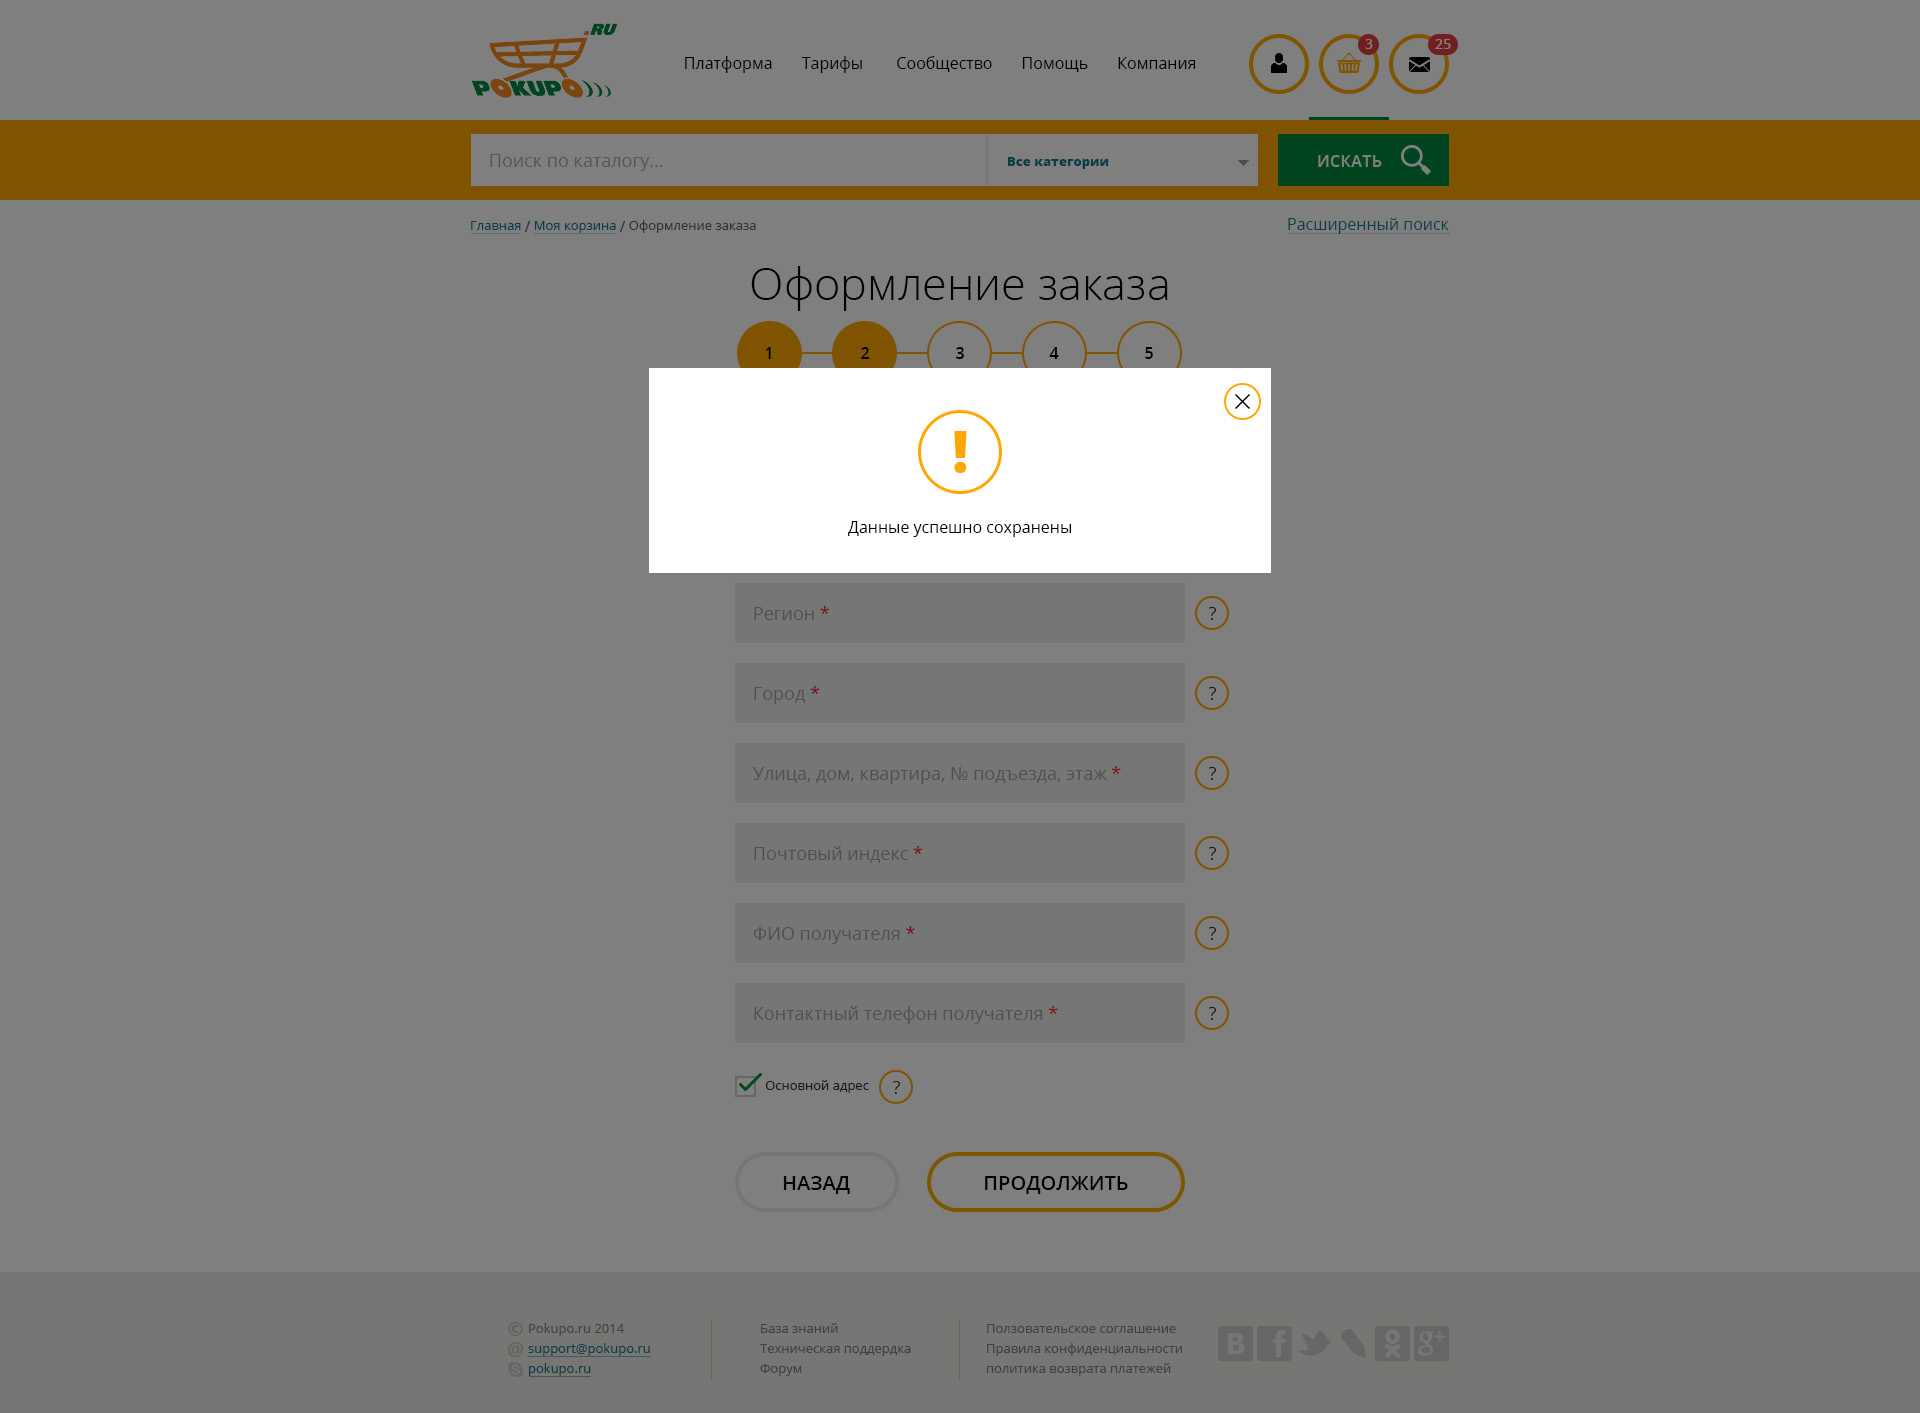 .RU
POKUPO
Платформа Тарифы Сообщество Помощь Компания
3
25
Поиск по каталогу...
Все категории
ИСКАТЬ
Главная / Моя корзина / Оформление заказа
Расширенный поиск
Оформление заказа
1 2 3 4 5
!
Данные успешно сохранены
Регион * ?
Город * ?
Улица, дом, квартира, № подъезда, этаж * ?
Почтовый индекс * ?
ФИО получателя * ?
Контактный телефон получателя * ?
Основной адрес ?
НАЗАД
ПРОДОЛЖИТЬ
© Pokupo.ru 2014
@ support@pokupo.ru
pokupo.ru
База знаний
Техническая поддердка
Форум
Ползовательское соглашение
Правила конфиденциальности
политика возврата платежей